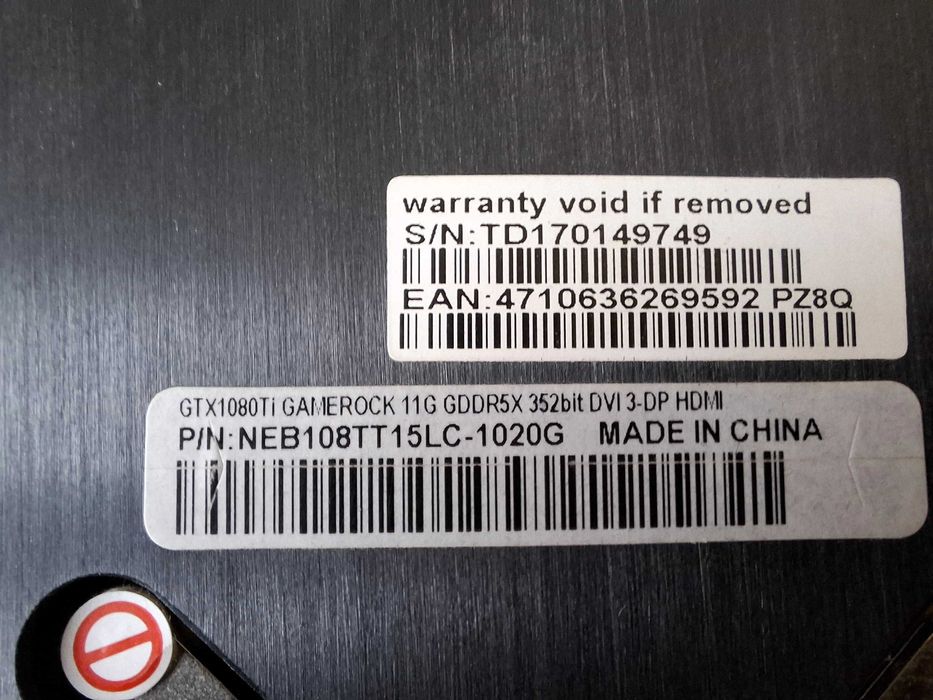 warranty void if removed
S/N:TD170149749
EAN:4710636269592 PZ8Q
GTX1080Ti GAMEROCK 11G GDDR5X 352bit DVI 3-DP HDMI
P/N:NEB108TT15LC-1020G MADE IN CHINA